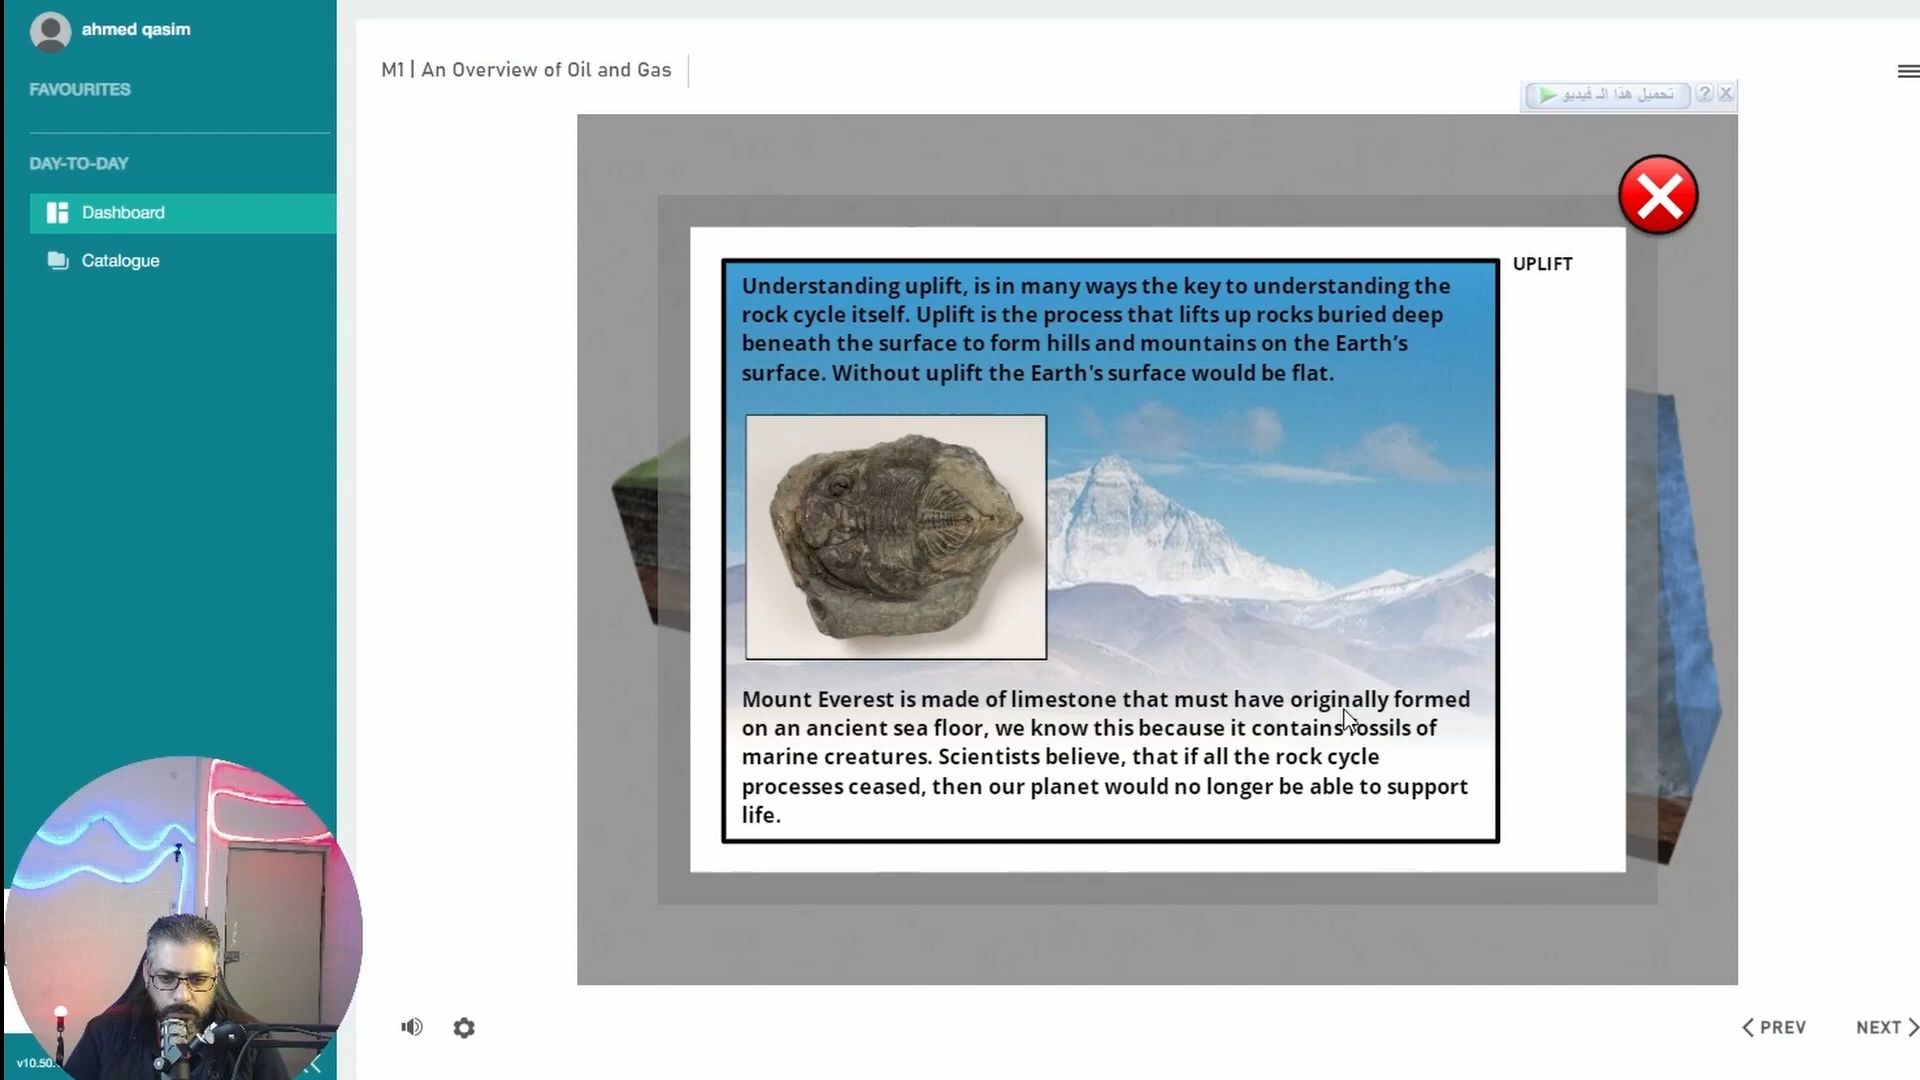 ahmed qasim
FAVOURITES
DAY-TO-DAY
Dashboard
Catalogue
v10.50.
M1 | An Overview of Oil and Gas
تحميل هذا الـ فيديو
?
UPLIFT
Understanding uplift, is in many ways the key to understanding the
rock cycle itself. Uplift is the process that lifts up rocks buried deep
beneath the surface to form hills and mountains on the Earth’s
surface. Without uplift the Earth's surface would be flat.
Mount Everest is made of limestone that must have originally formed
on an ancient sea floor, we know this because it contains fossils of
marine creatures. Scientists believe, that if all the rock cycle
processes ceased, then our planet would no longer be able to support
life.
PREV
NEXT